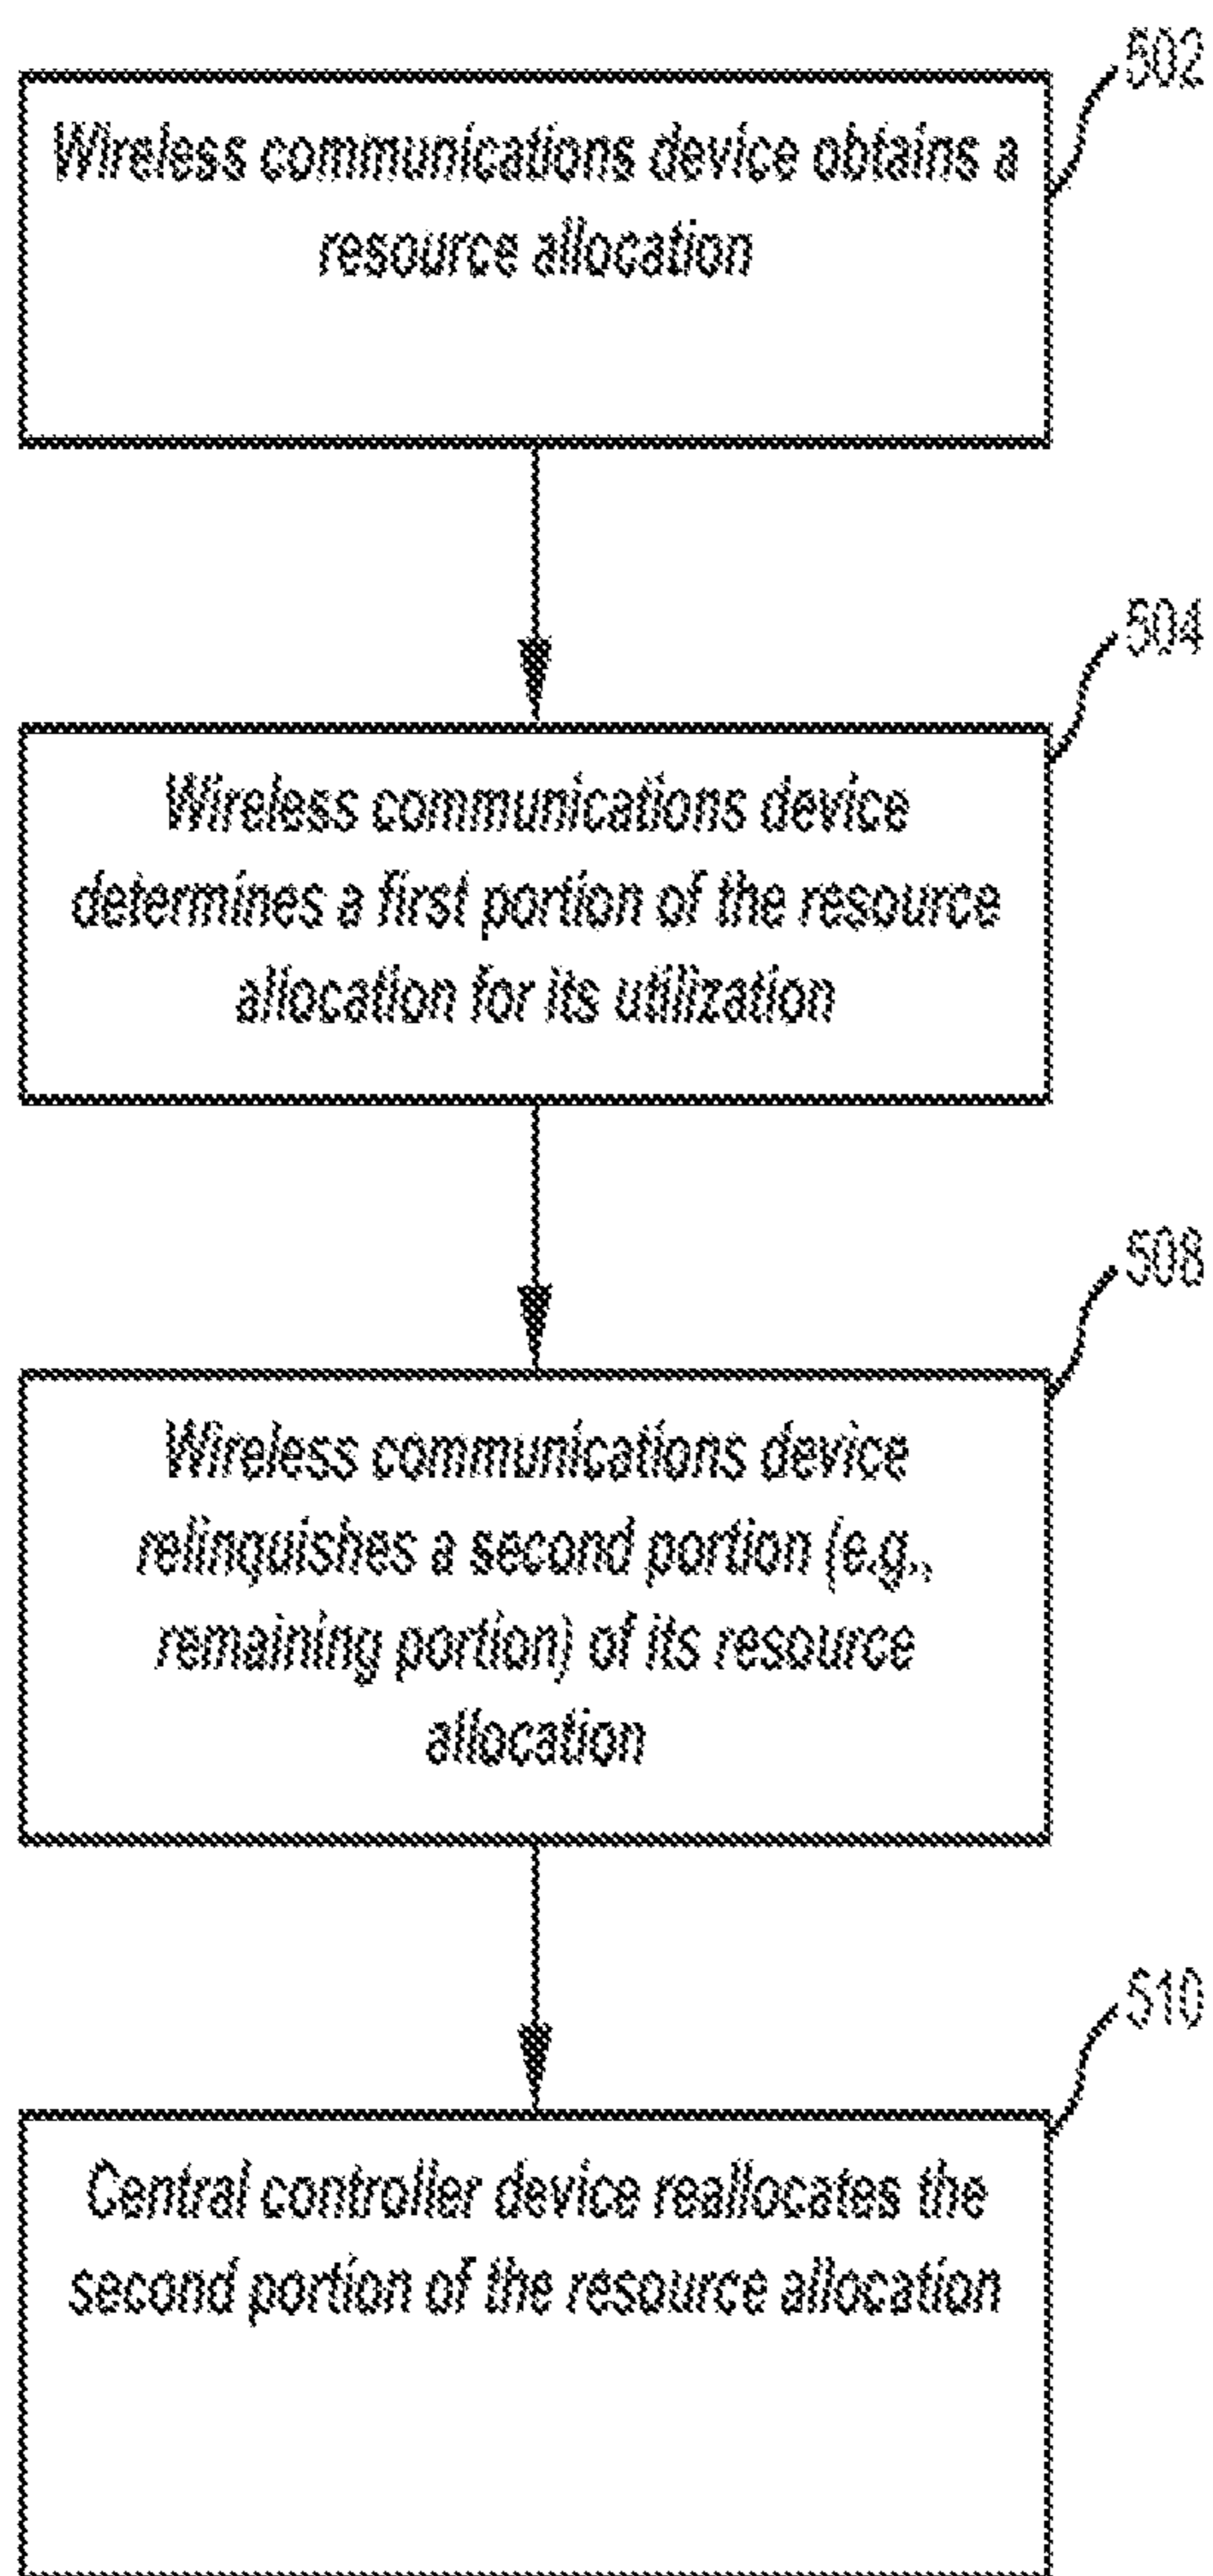 502
Wireless communications device obtains a
resource allocation
504
Wireless communications device
determines a first portion of the resource
allocation for its utilization
508
Wireless communications device
relinquishes a second portion (e.g.,
remaining portion) of its resource
allocation
510
Central controller device reallocates the
second portion of the resource allocation